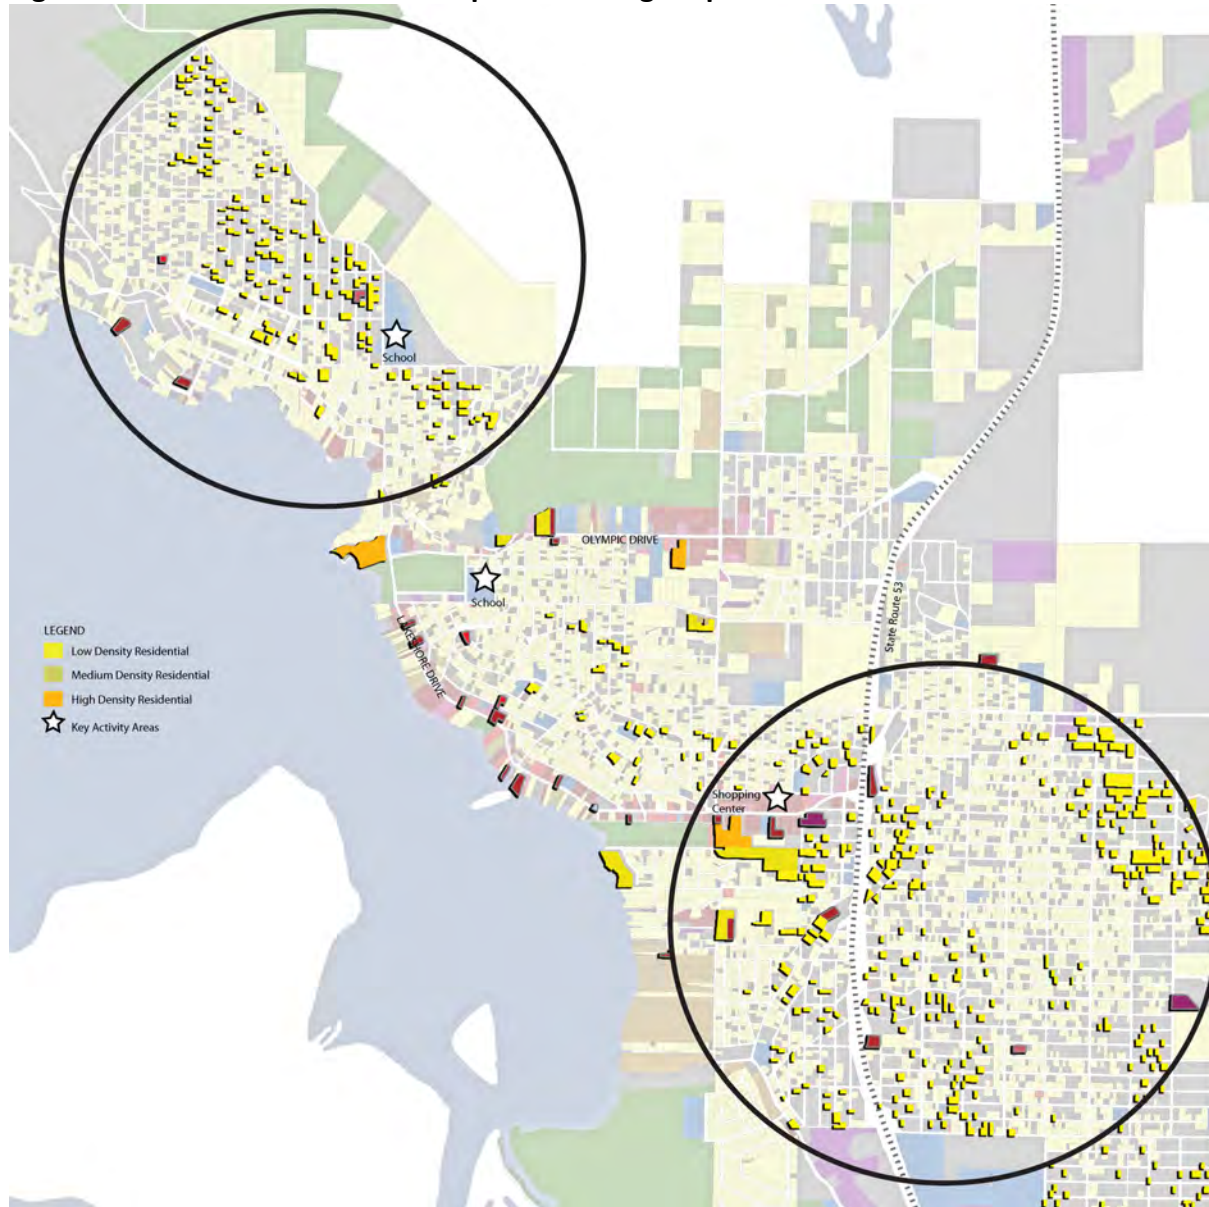 School
OLYMPIC DRIVE
School
State Route 53
LAKESHORE DRIVE
LEGEND
Low Density Residential
Medium Density Residential
High Density Residential
Key Activity Areas
Shopping
Center